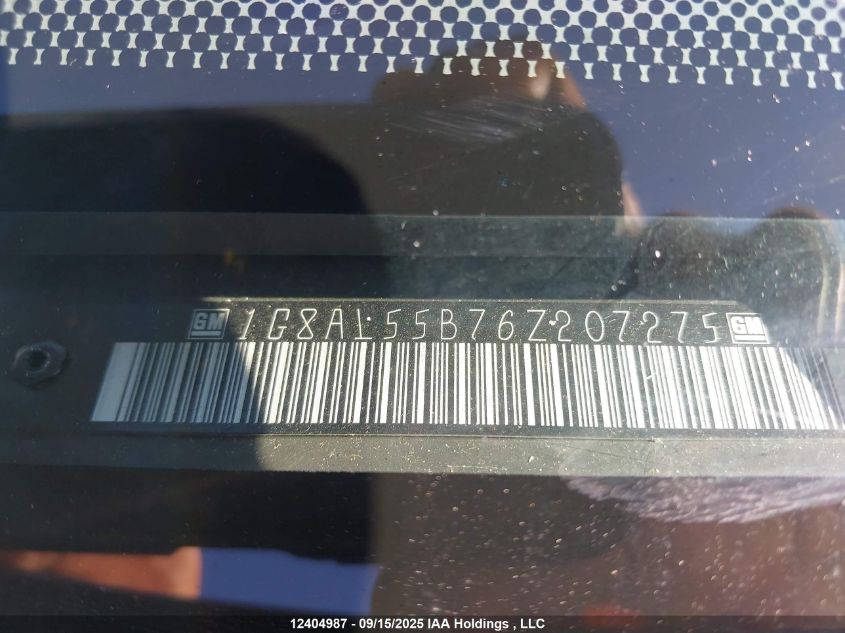 GM 1G8AL55B76Z207275 GM
12404987 - 09/15/2025 IAA Holdings , LLC